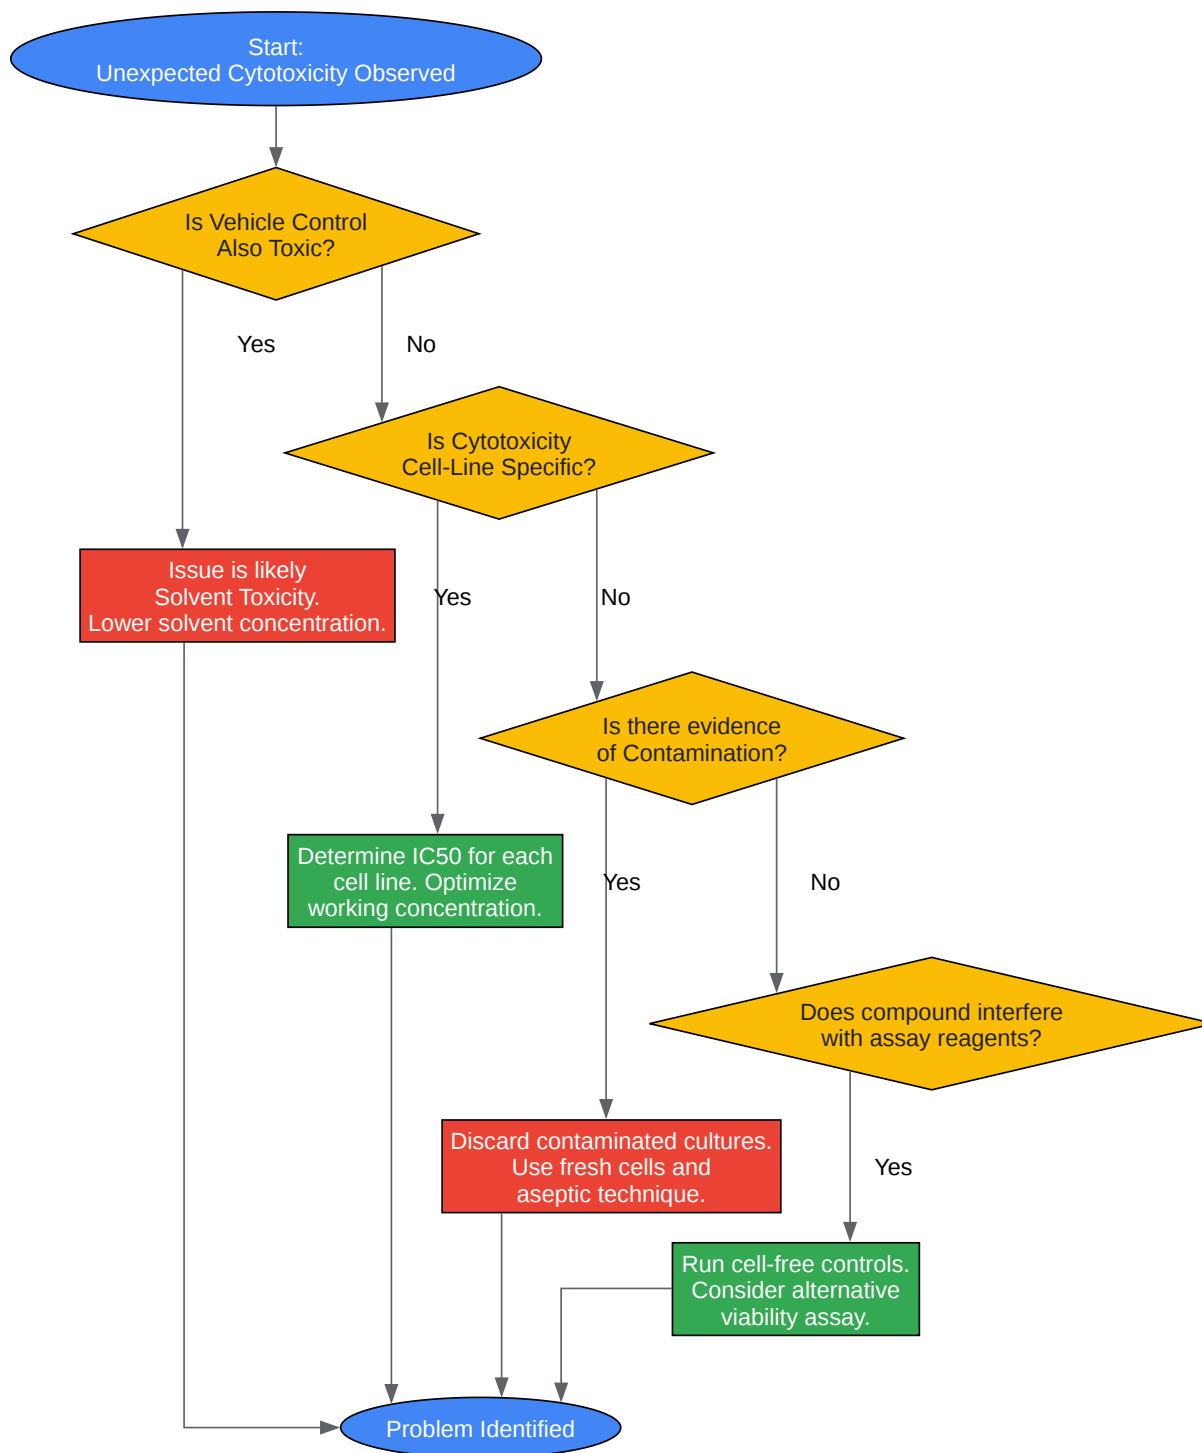 Start:
Unexpected Cytotoxicity Observed
Is Vehicle Control
Also Toxic?
Yes
No
Is Cytotoxicity
Cell-Line Specific?
Issue is likely
Solvent Toxicity.
Lower solvent concentration.
Yes
No
Is there evidence
of Contamination?
Determine IC50 for each
cell line. Optimize
working concentration.
Yes
No
Does compound interfere
with assay reagents?
Discard contaminated cultures.
Use fresh cells and
aseptic technique.
Yes
Run cell-free controls.
Consider alternative
viability assay.
Problem Identified